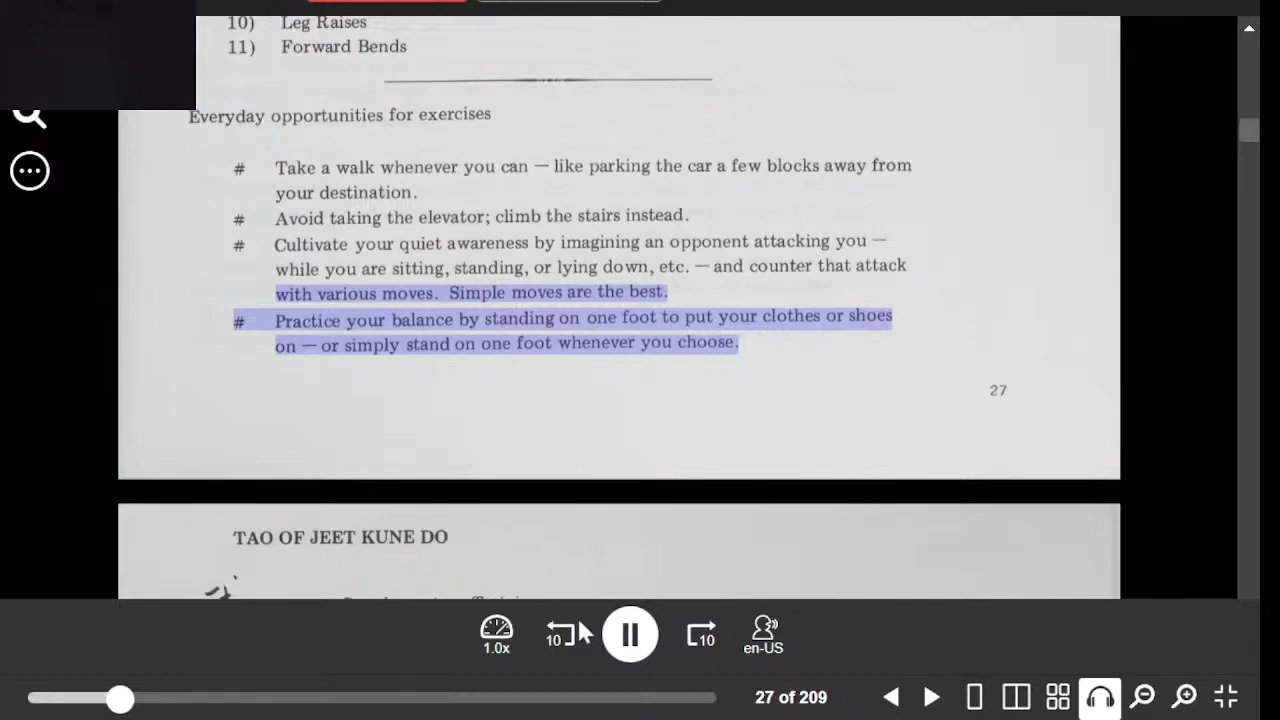 10) Leg Raises
11) Forward Bends
Everyday opportunities for exercises
# Take a walk whenever you can — like parking the car a few blocks away from
your destination.
# Avoid taking the elevator; climb the stairs instead.
# Cultivate your quiet awareness by imagining an opponent attacking you —
while you are sitting, standing, or lying down, etc. — and counter that attack
with various moves. Simple moves are the best.
# Practice your balance by standing on one foot to put your clothes or shoes
on — or simply stand on one foot whenever you choose.
27
TAO OF JEET KUNE DO
10
10
1.0x
en-US
27 of 209